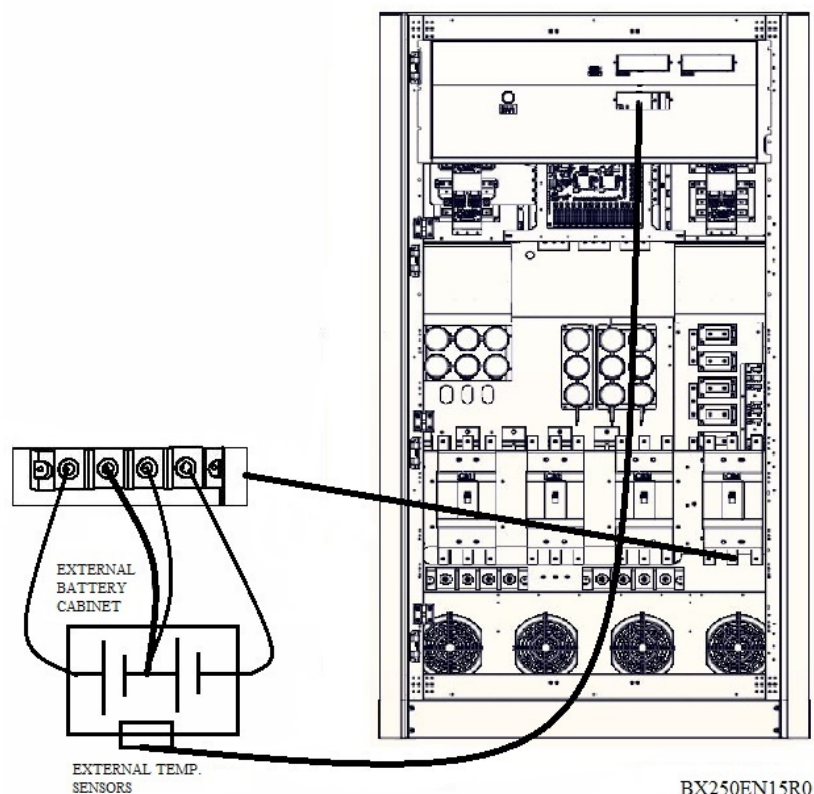 EXTERNAL
BATTERY
CABINET
EXTERNAL TEMP.
SENSORS
BX250EN15R0